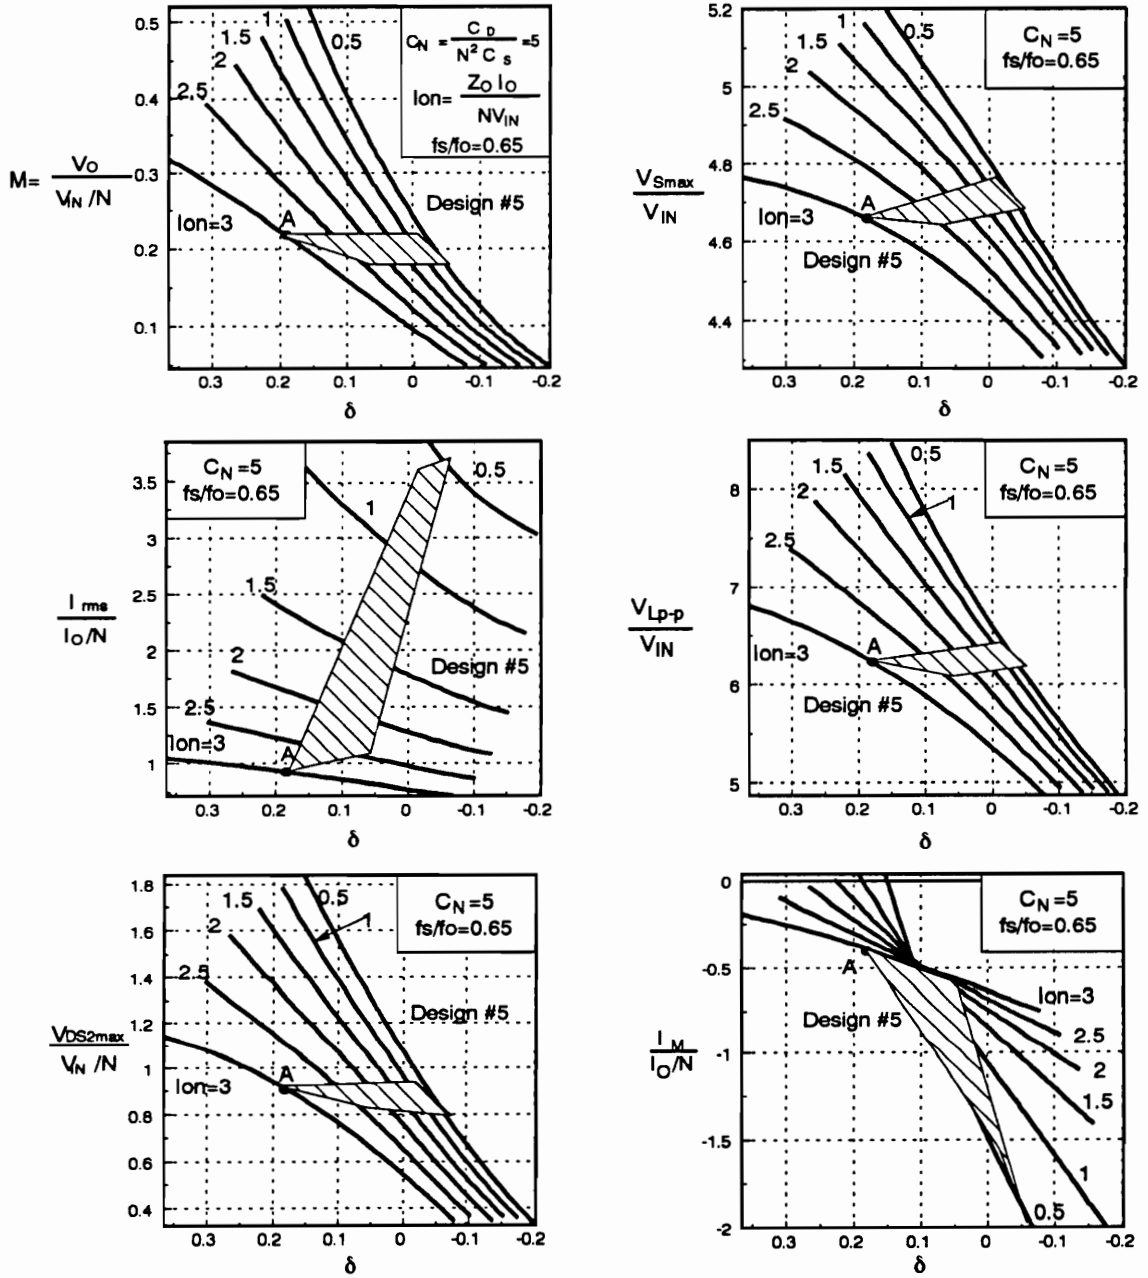 0.5
0.4
0.3
0.2
0.1
M= V_O / V_IN /N
1
1.5
2
2.5
0.5
C_N = C_D / N² C_s =5
Ion= Z_O I_O / NV_IN
fs/fo=0.65
Ion=3
A
Design #5
0.3 0.2 0.1 0 -0.1 -0.2
δ
5.2
5
4.8
4.6
4.4
V_Smax / V_IN
1
1.5
2
2.5
0.5
C_N =5
fs/fo=0.65
Ion=3
A
Design #5
0.3 0.2 0.1 0 -0.1 -0.2
δ
3.5
3
2.5
2
1.5
1
I_rms / I_O /N
C_N =5
fs/fo=0.65
0.5
1
1.5
2
2.5
Ion=3
A
Design #5
0.3 0.2 0.1 0 -0.1 -0.2
δ
8
7
6
5
V_Lp-p / V_IN
0.5
1.5
2
1
2.5
C_N =5
fs/fo=0.65
Ion=3
A
Design #5
0.3 0.2 0.1 0 -0.1 -0.2
δ
1.8
1.6
1.4
1.2
1
0.8
0.6
0.4
V_DS2max / V_IN /N
0.5
1.5
1
2
2.5
C_N =5
fs/fo=0.65
Design #5
Ion=3
A
0.3 0.2 0.1 0 -0.1 -0.2
δ
0
-0.5
-1
-1.5
-2
I_M / I_O /N
C_N =5
fs/fo=0.65
A
Design #5
Ion=3
2.5
2
1.5
1
0.5
0.3 0.2 0.1 0 -0.1 -0.2
δ